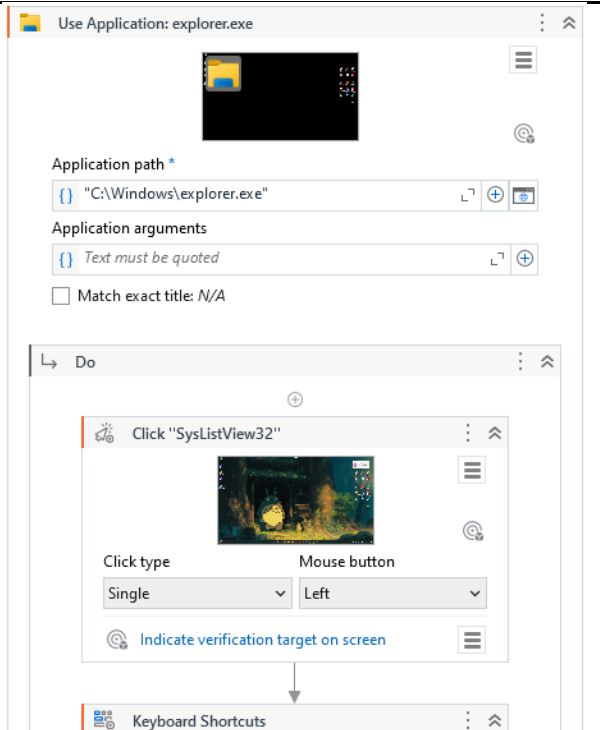 Use Application: explorer.exe
Application path *
{} "C:\Windows\explorer.exe"
Application arguments
{} Text must be quoted
Match exact title: N/A
Do
Click "SysListView32"
Click type Mouse button
Single Left
Indicate verification target on screen
Keyboard Shortcuts